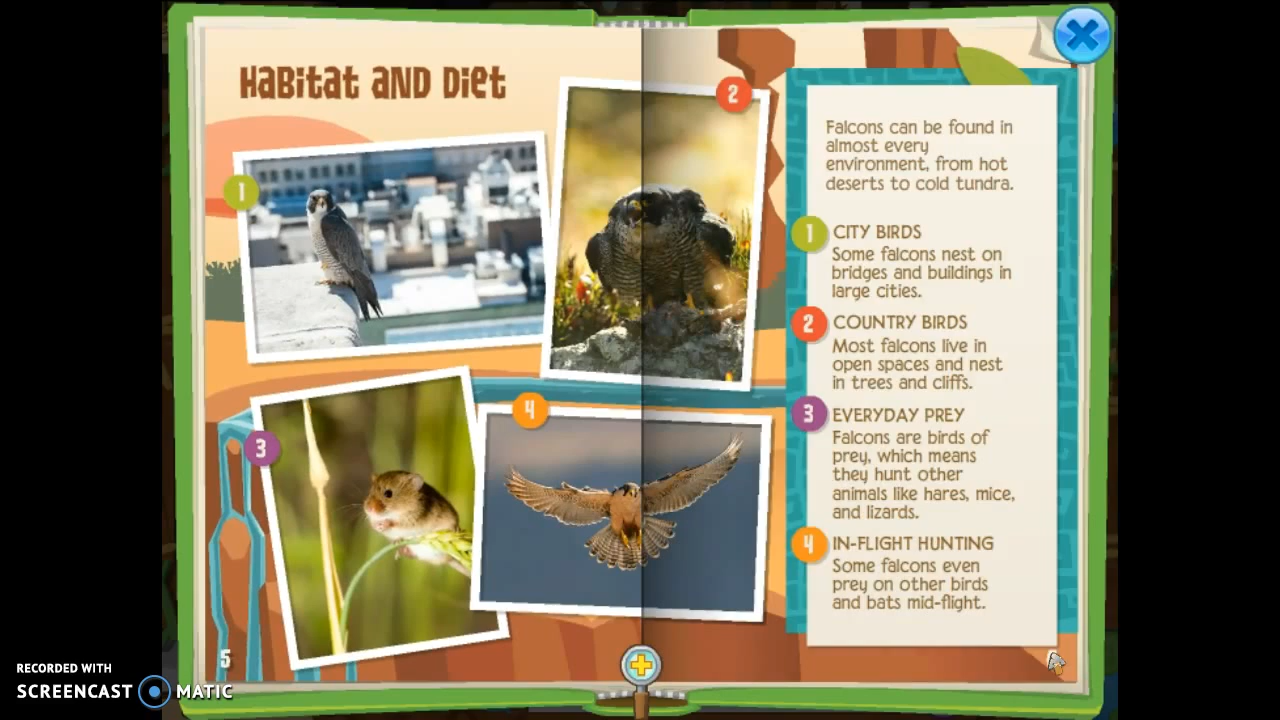 Habitat and Diet
1
2
3
4
5
Falcons can be found in
almost every
environment, from hot
deserts to cold tundra.
1 CITY BIRDS
Some falcons nest on
bridges and buildings in
large cities.
2 COUNTRY BIRDS
Most falcons live in
open spaces and nest
in trees and cliffs.
3 EVERYDAY PREY
Falcons are birds of
prey, which means
they hunt other
animals like hares, mice,
and lizards.
4 IN-FLIGHT HUNTING
Some falcons even
prey on other birds
and bats mid-flight.
RECORDED WITH
SCREENCAST MATIC